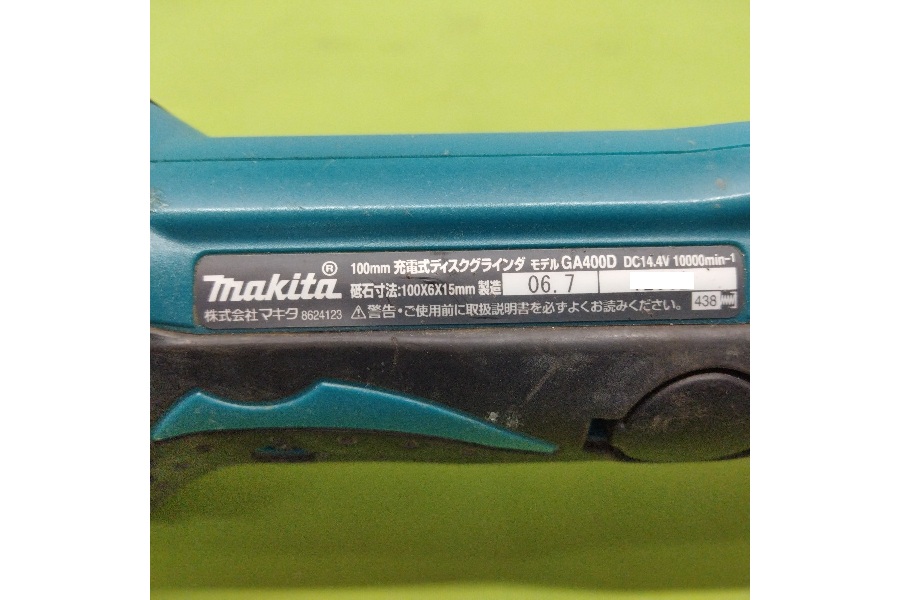 makita®
100mm 充電式ディスクグラインダ モデル GA400D DC14.4V 10000min-1
砥石寸法:100X6X15mm 製造 06.7
株式会社マキタ 8624123 ⚠警告・ご使用前に取扱説明書を必ずよくお読みください。 438